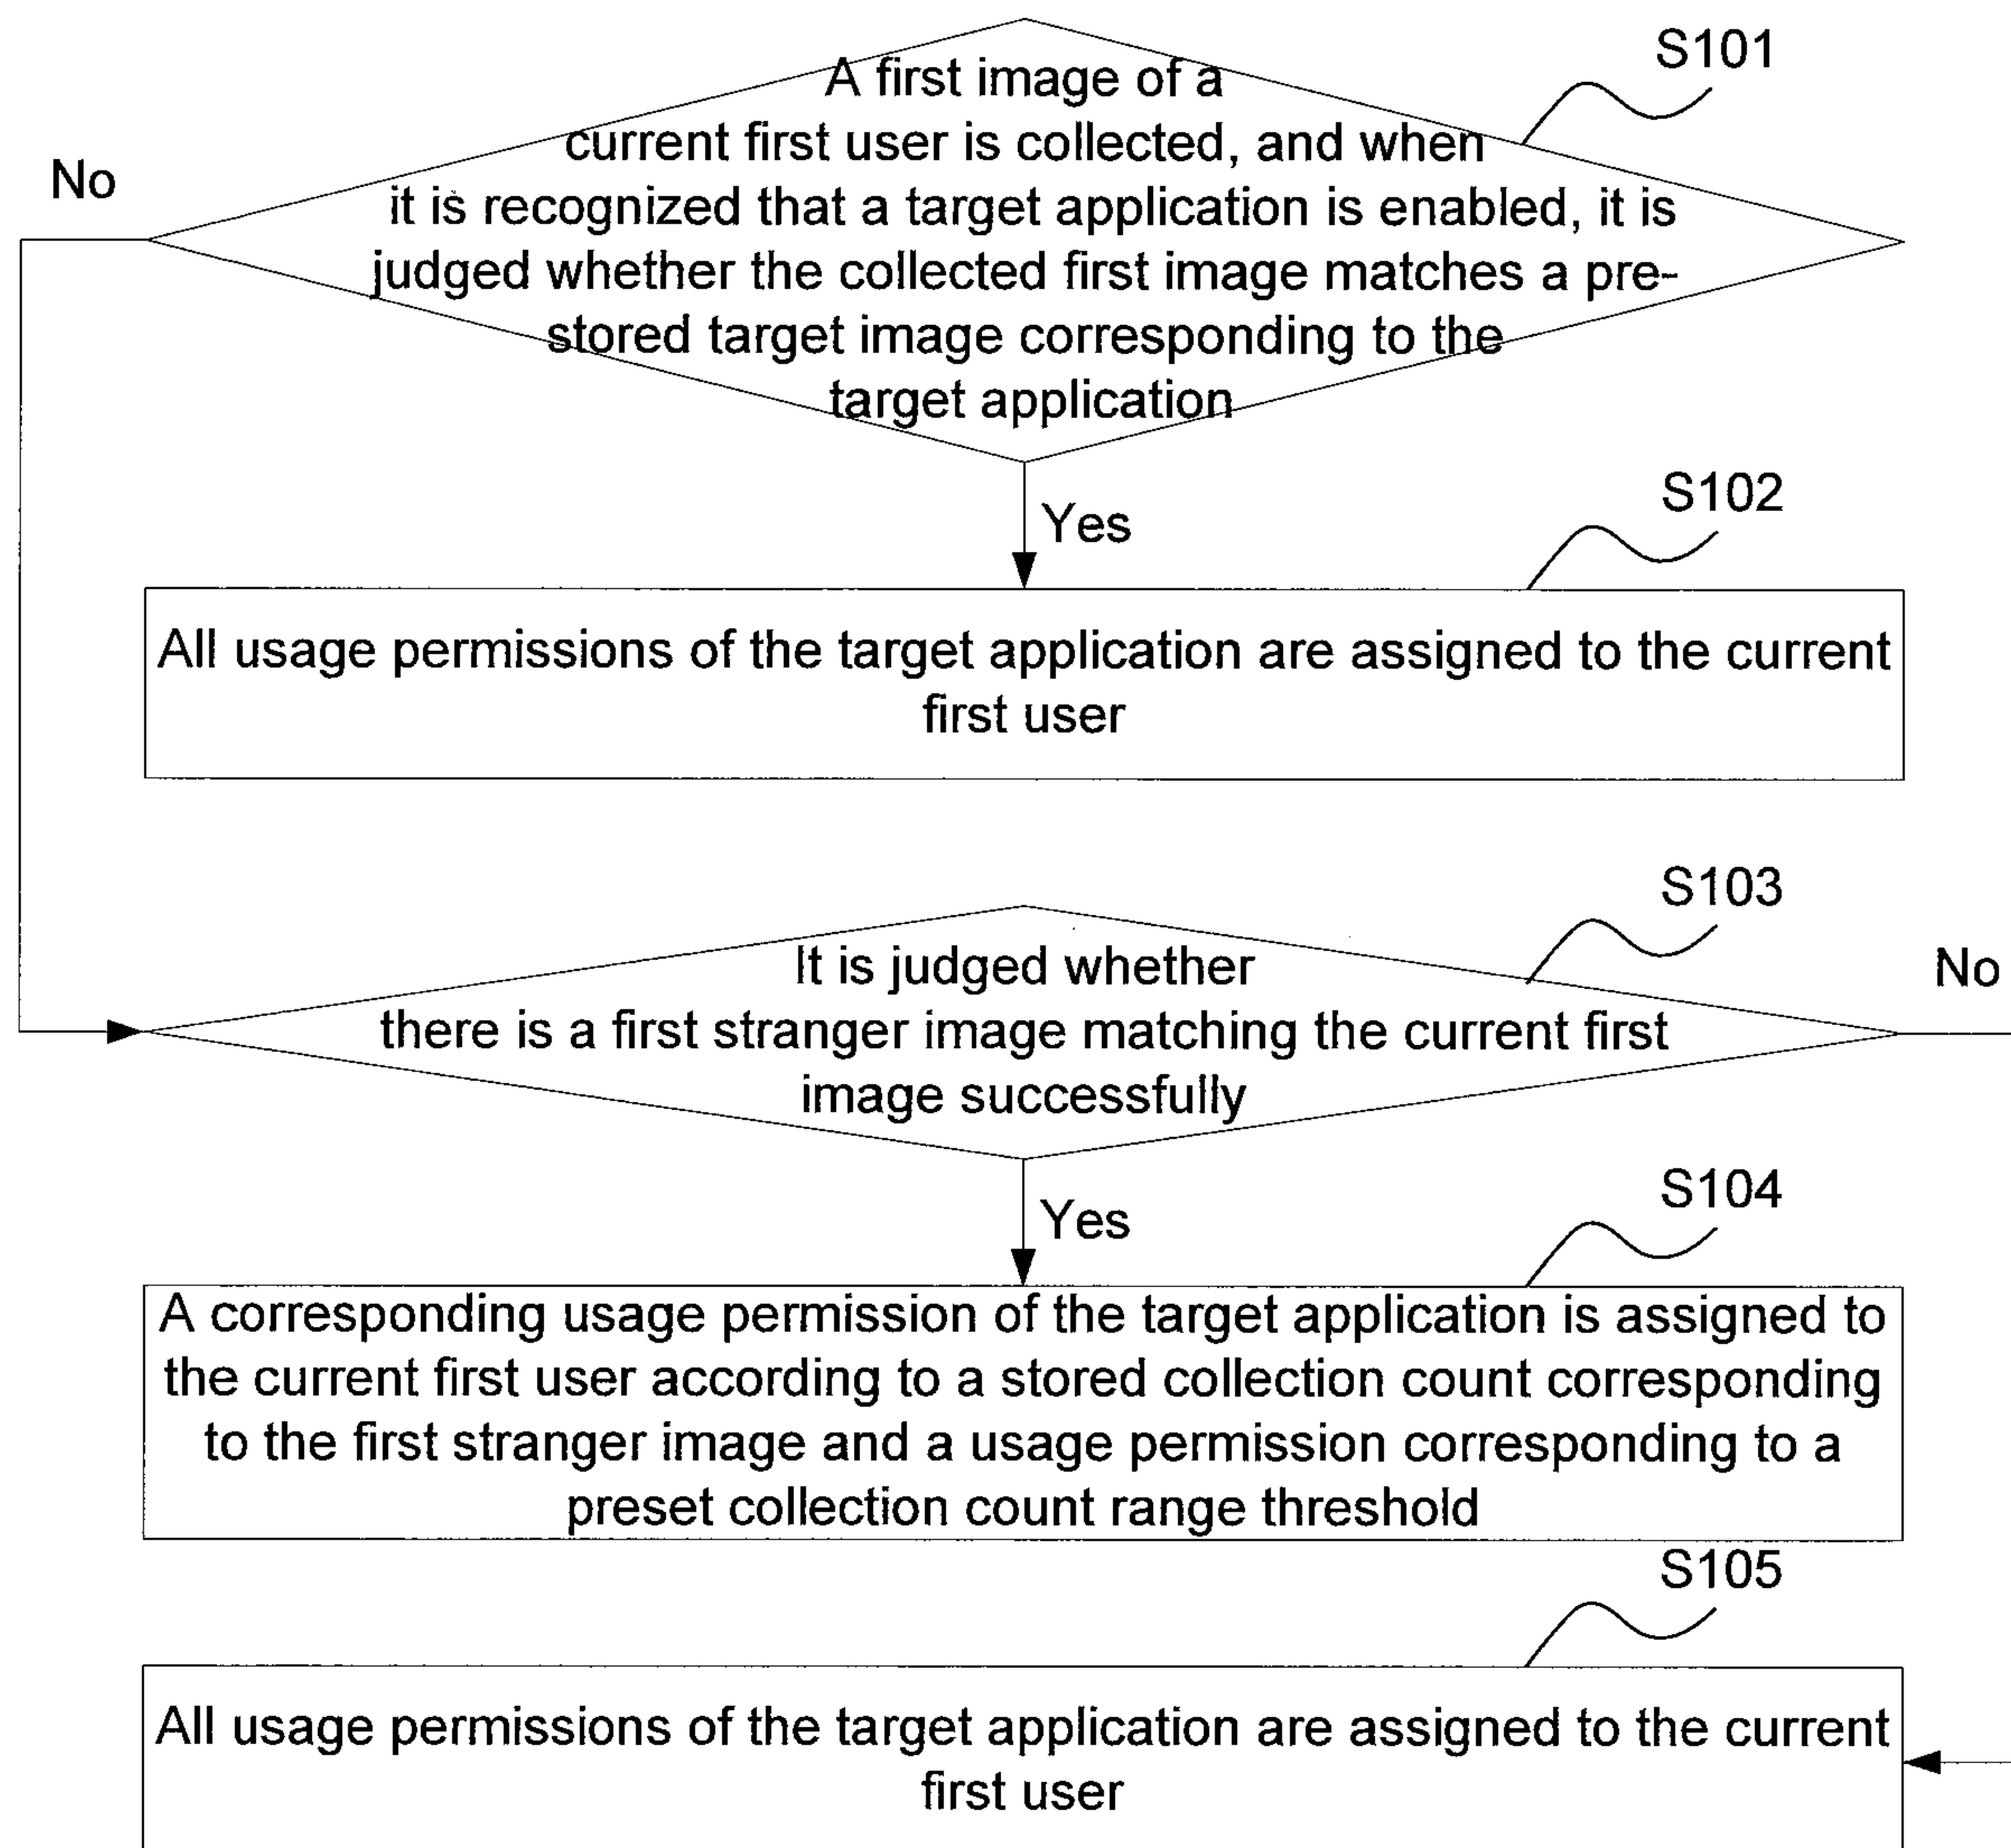 S101
A first image of a
current first user is collected, and when
it is recognized that a target application is enabled, it is
judged whether the collected first image matches a pre-
stored target image corresponding to the
target application
No
Yes
S102
All usage permissions of the target application are assigned to the current
first user
S103
It is judged whether
there is a first stranger image matching the current first
image successfully
No
Yes
S104
A corresponding usage permission of the target application is assigned to
the current first user according to a stored collection count corresponding
to the first stranger image and a usage permission corresponding to a
preset collection count range threshold
S105
All usage permissions of the target application are assigned to the current
first user